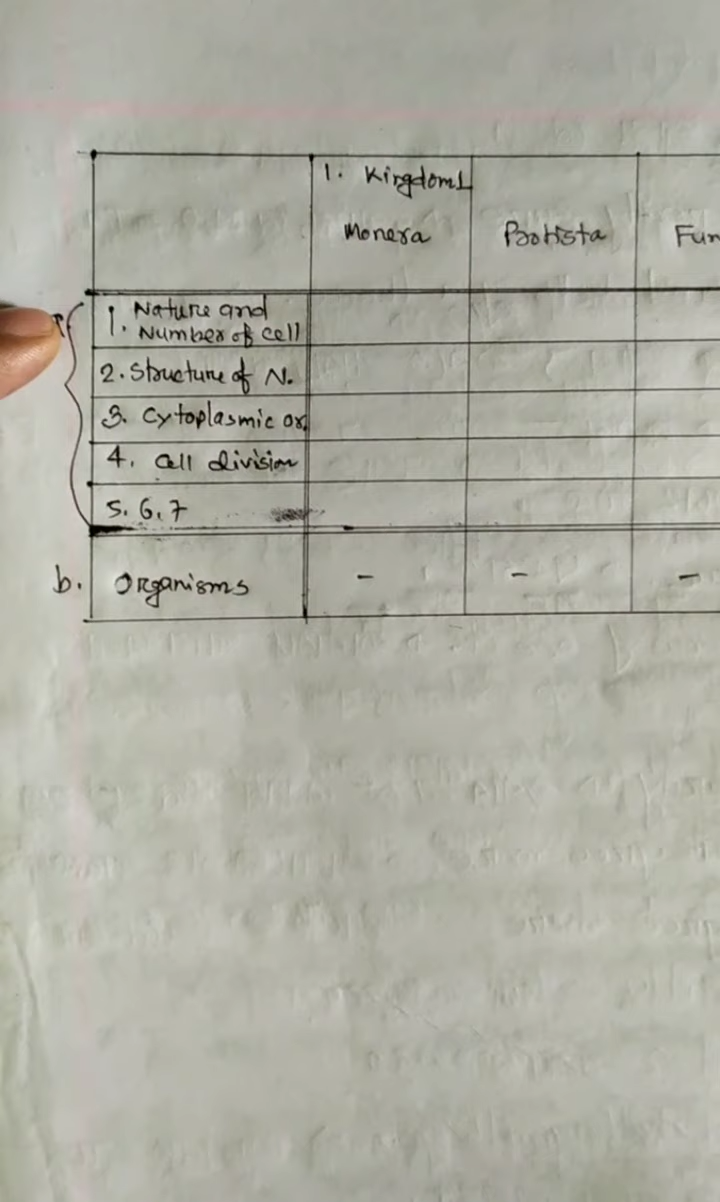 1. Kingdom1
Monera
Protista
Fun
1. Nature and
Number of cell
2. Structure of N.
3. Cytoplasmic or
4. Cell division
5. 6. 7
b. Organisms - - -